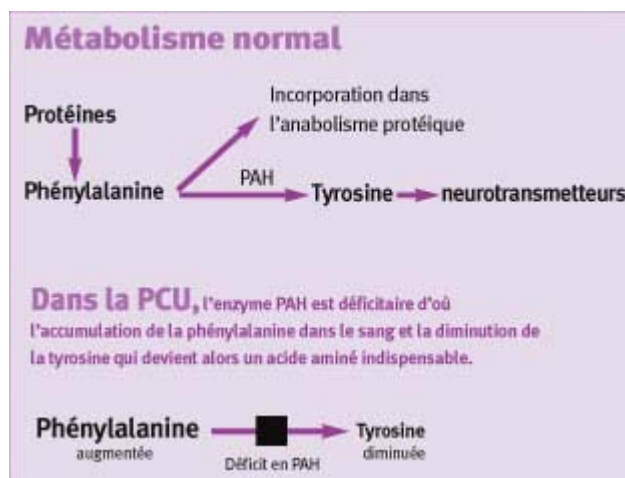 Métabolisme normal
Incorporation dans
l'anabolisme protéique
Protéines
Phénylalanine
PAH
Tyrosine
neurotransmetteurs
Dans la PCU, l'enzyme PAH est déficitaire d'où
l'accumulation de la phénylalanine dans le sang et la diminution de
la tyrosine qui devient alors un acide aminé indispensable.
Phénylalanine
augmentée
Déficit en PAH
Tyrosine
diminuée